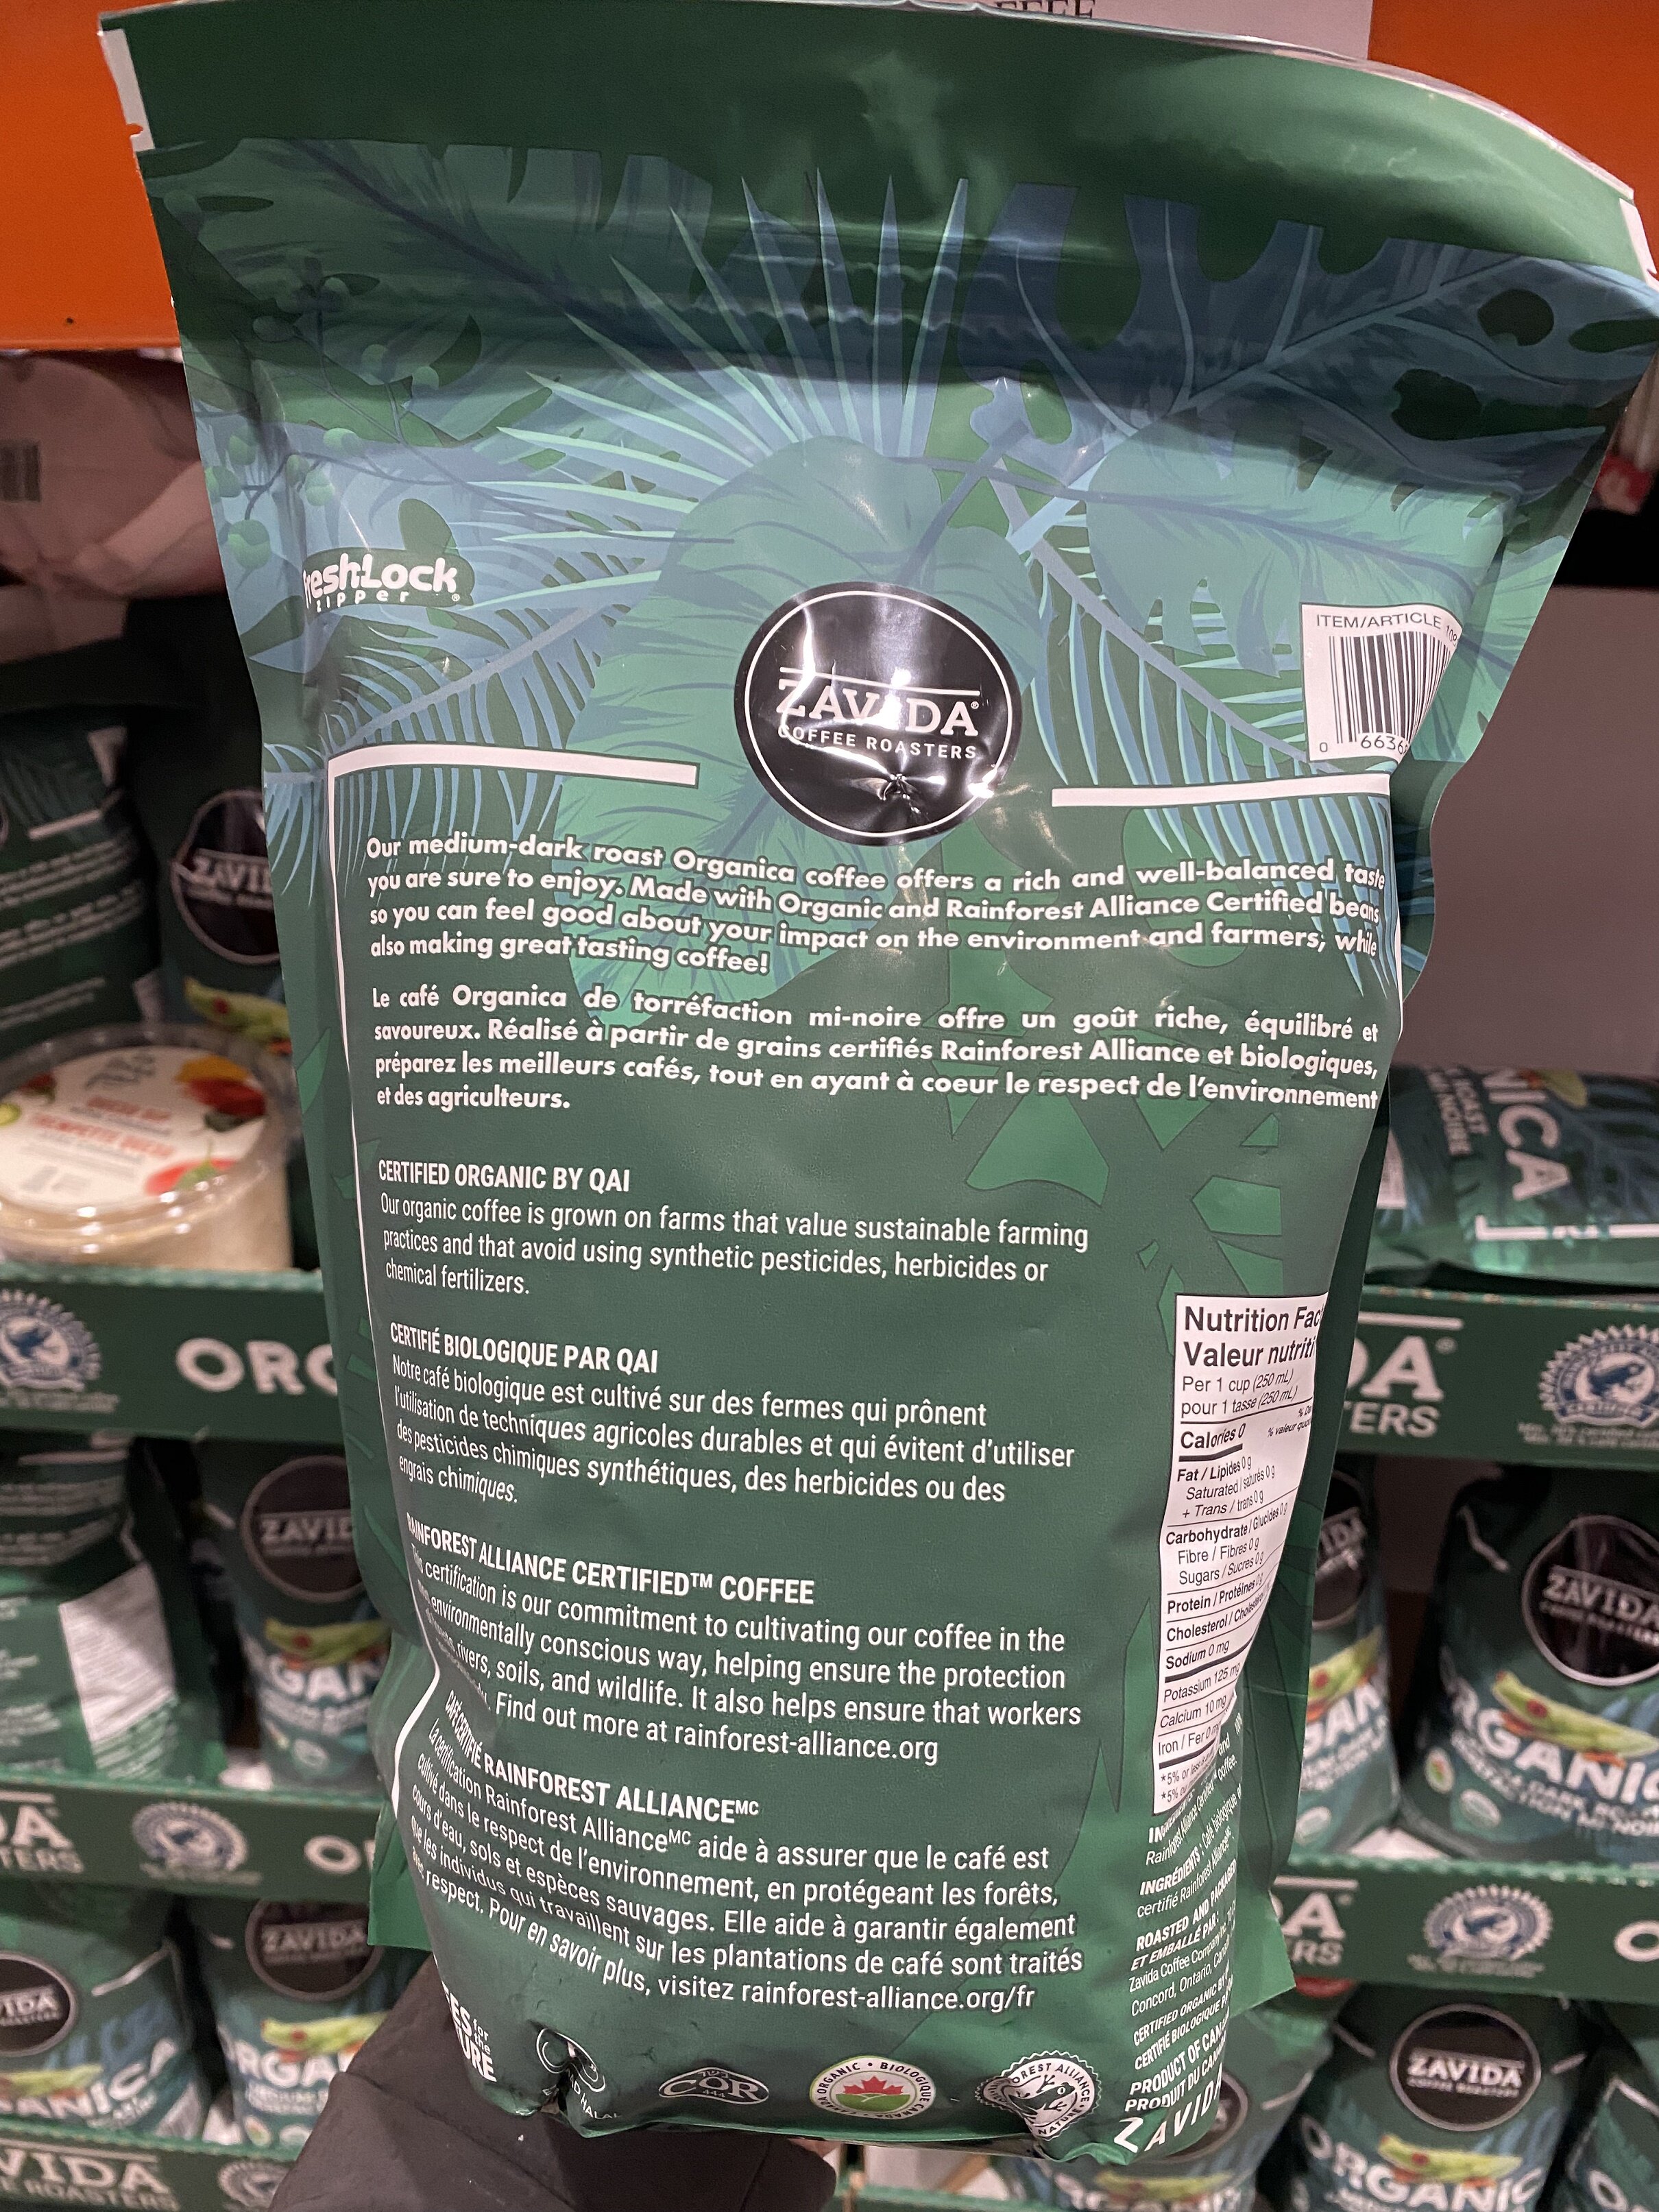 FreshLock
zipper
ZAVIDA
COFFEE ROASTERS
ITEM/ARTICLE
0
Our medium-dark roast Organica coffee offers a rich and well-balanced taste
you are sure to enjoy. Made with Organic and Rainforest Alliance Certified beans
so you can feel good about your impact on the environment and farmers, while
also making great tasting coffee!
Le café Organica de torréfaction mi-noire offre un goût riche, équilibré et
savoureux. Réalisé à partir de grains certifiés Rainforest Alliance et biologiques,
préparez les meilleurs cafés, tout en ayant à coeur le respect de l'environnement
et des agriculteurs.
CERTIFIED ORGANIC BY QAI
Our organic coffee is grown on farms that value sustainable farming
practices and that avoid using synthetic pesticides, herbicides or
chemical fertilizers.
CERTIFIÉ BIOLOGIQUE PAR QAI
Notre café biologique est cultivé sur des fermes qui prônent
l'utilisation de techniques agricoles durables et qui évitent d'utiliser
des pesticides chimiques synthétiques, des herbicides ou des
engrais chimiques.
RAINFOREST ALLIANCE CERTIFIED™ COFFEE
This certification is our commitment to cultivating our coffee in the
environmentally conscious way, helping ensure the protection
rivers, soils, and wildlife. It also helps ensure that workers
Find out more at rainforest-alliance.org
CAFÉ CERTIFIÉ RAINFOREST ALLIANCEMC
La certification Rainforest AllianceMC aide à assurer que le café est
cultivé dans le respect de l'environnement, en protégeant les forêts,
cours d'eau, sols et espèces sauvages. Elle aide à garantir également
que les individus qui travaillent sur les plantations de café sont traités
avec respect. Pour en savoir plus, visitez rainforest-alliance.org/fr
Nutrition
Valeur
Per 1 cup (250 mL)
pour 1 tasse (250 mL)
% valeur
Calories 0
Fat / Lipides 0 g
Saturated / saturés 0 g
+ Trans / trans 0 g
Carbohydrate / Glucides 0 g
Fibre / Fibres 0 g
Sugars / Sucres 0 g
Protein / Protéines
Cholesterol
Sodium 0 mg
Potassium 125 mg
Calcium 10 mg
Iron / Fer
*5% or
*5%
INGRÉDIENTS
certifié Rainforest
ROASTED AND PACKAGED
ET EMBALLÉ PAR
Zavida Coffee Company
Concord, Ontario,
CERTIFIED ORGANIC BY
CERTIFIÉ BIOLOGIQUE
PRODUCT OF
PRODUIT DU
ZAVIDA
for
the
COR
ORGANIC • BIOLOGIQUE
ALLIANCE
ZAVIDA
ORGANIC